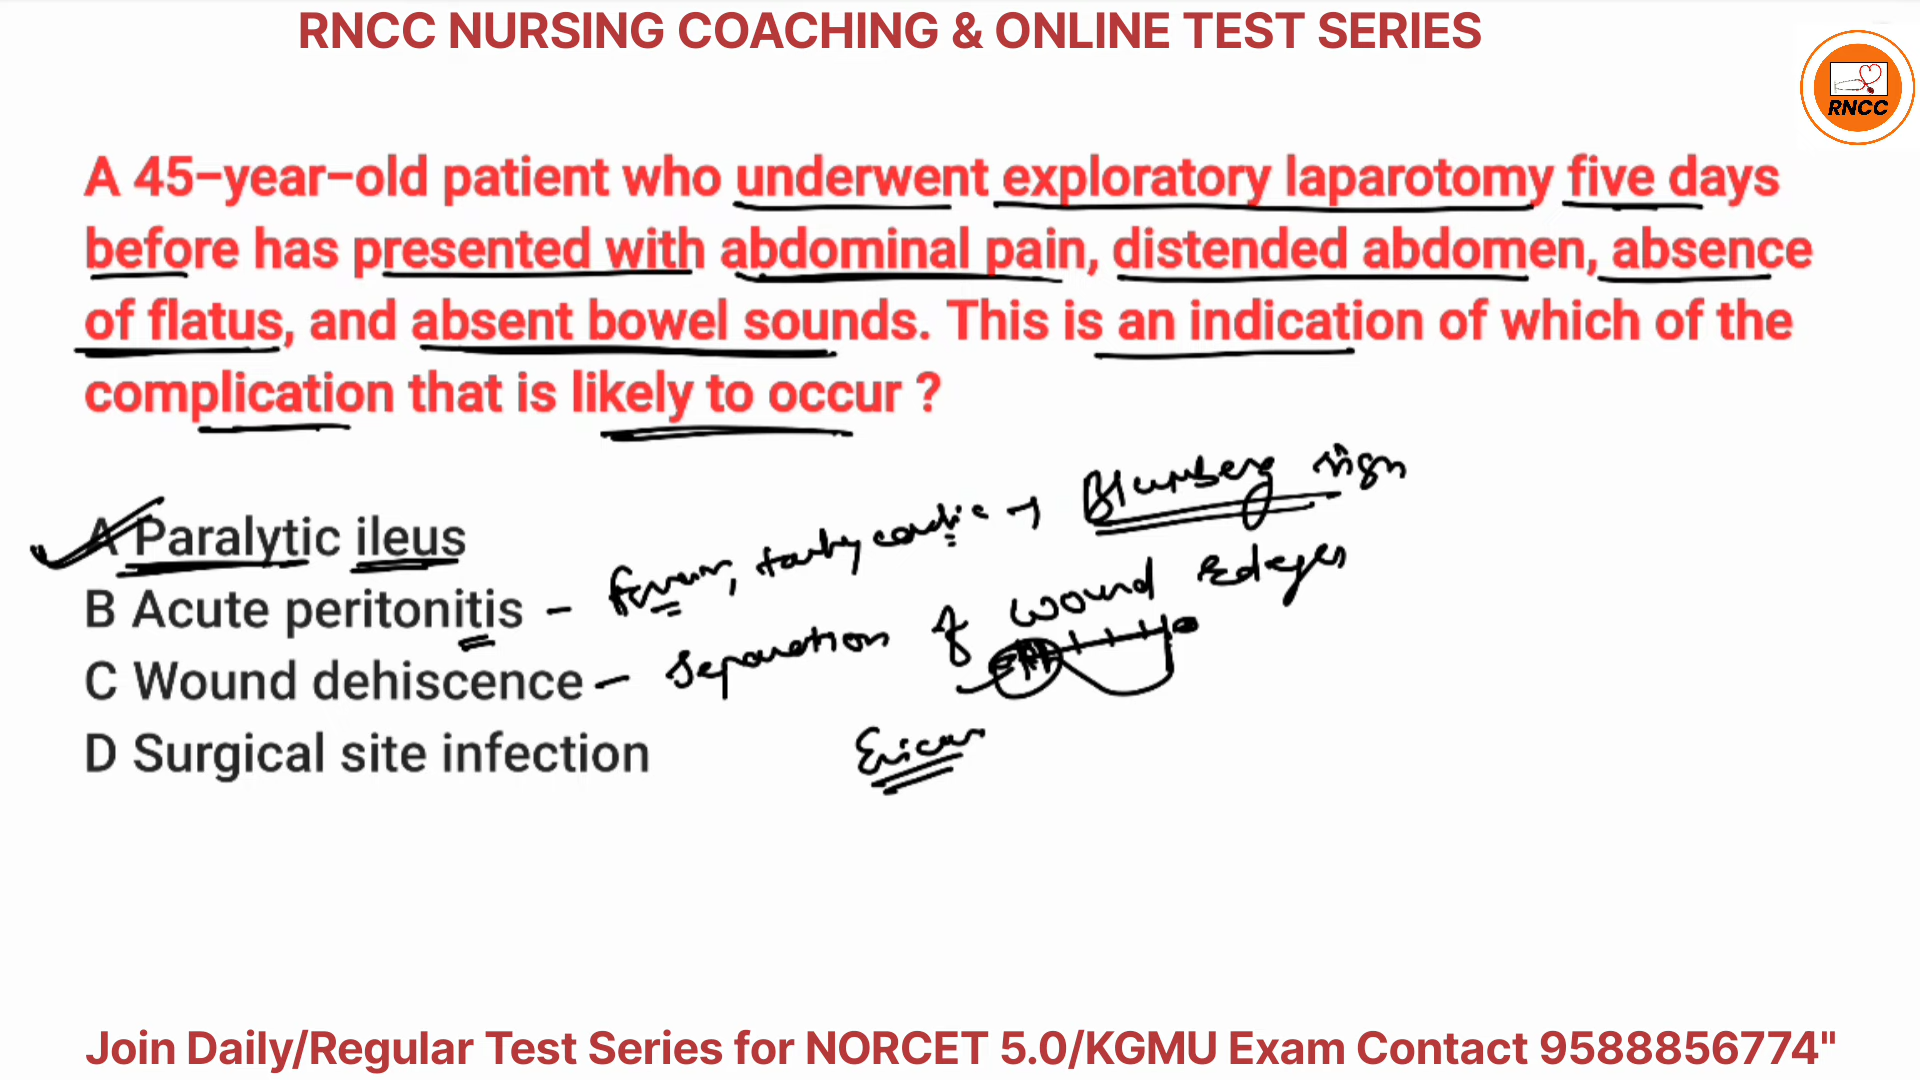 RNCC NURSING COACHING & ONLINE TEST SERIES
RNCC
A 45-year-old patient who underwent exploratory laparotomy five days
before has presented with abdominal pain, distended abdomen, absence
of flatus, and absent bowel sounds. This is an indication of which of the
complication that is likely to occur ?
A Paralytic ileus
B Acute peritonitis – tachycardia → Blumberg sign
C Wound dehiscence – separation of wound edeges
D Surgical site infection
Join Daily/Regular Test Series for NORCET 5.0/KGMU Exam Contact 9588856774"